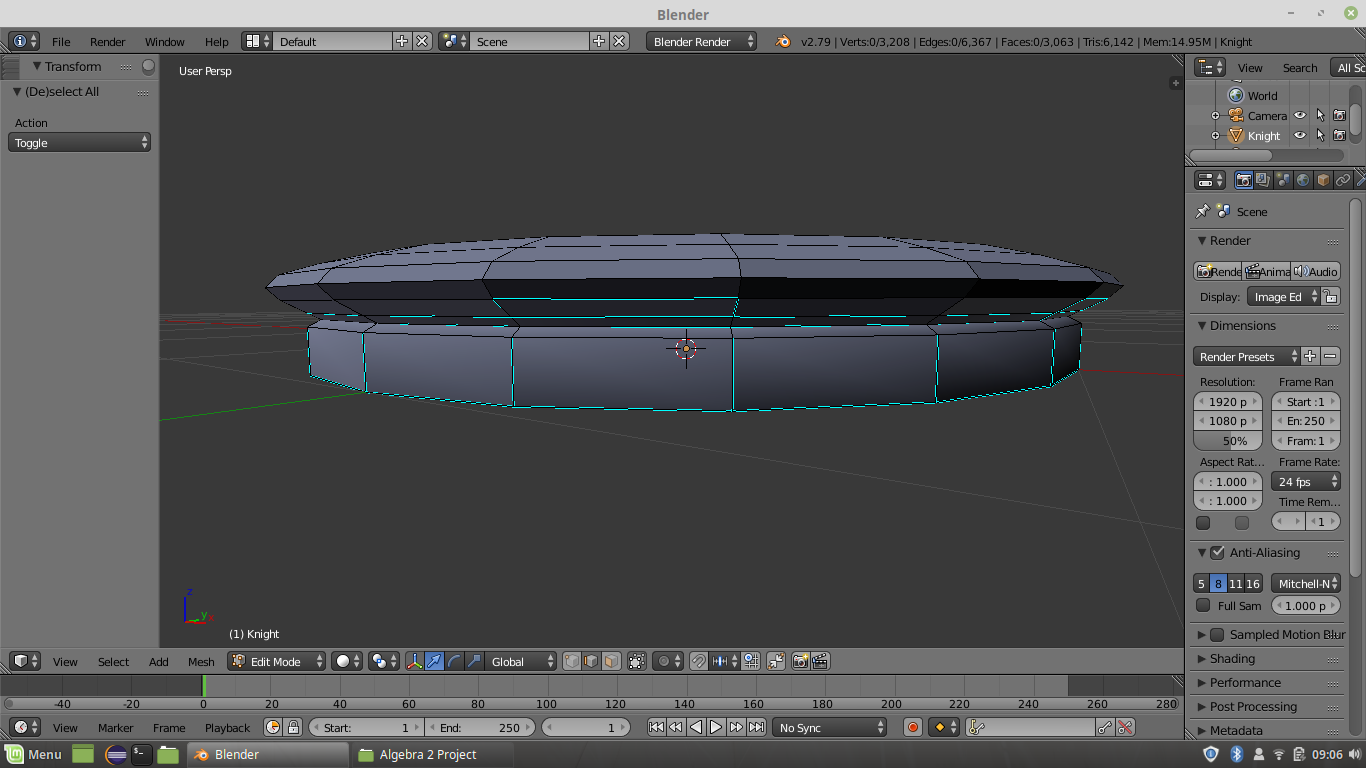 Blender
File Render Window Help Default Scene Blender Render v2.79 | Verts:0/3,208 | Edges:0/6,367 | Faces:0/3,063 | Tris:6,142 | Mem:14.95M | Knight
Transform
(De)select All
Action
Toggle
User Persp
z
y
x
(1) Knight
View Search All Sc
World
Camera
Knight
Scene
Render
Rende Anima Audio
Display: Image Ed
Dimensions
Render Presets
Resolution: Frame Ran
1920 p Start :1
1080 p En: 250
50% Fram: 1
Aspect Rat... Frame Rate:
: 1.000 24 fps
: 1.000 Time Rem...
1
Anti-Aliasing
5 8 11 16 Mitchell-N
Full Sam 1.000 p
Sampled Motion Blur
Shading
Performance
Post Processing
Metadata
View Select Add Mesh Edit Mode Global
-40 -20 0 20 40 60 80 100 120 140 160 180 200 220 240 260 280
View Marker Frame Playback Start: 1 End: 250 1 No Sync
Menu Blender Algebra 2 Project 09:06